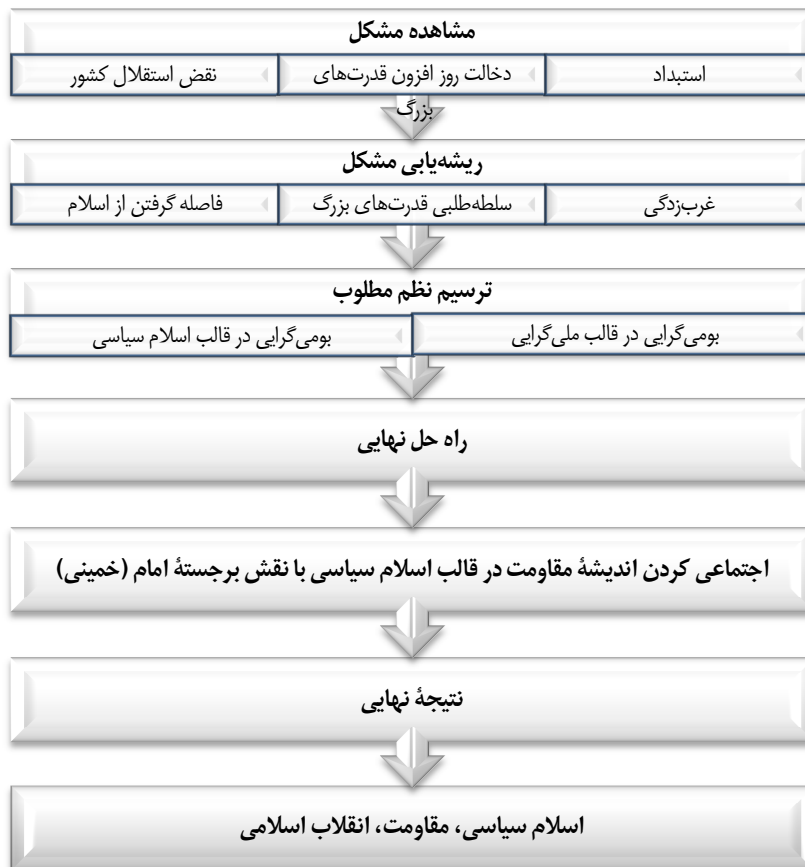 مشاهده مشکل
استبداد
دخالت روز افزون قدرت‌های
بزرگ
نقض استقلال کشور
ریشه‌یابی مشکل
غرب‌زدگی
سلطه‌طلبی قدرت‌های بزرگ
فاصله گرفتن از اسلام
ترسیم نظم مطلوب
بومی‌گرایی در قالب ملی‌گرایی
بومی‌گرایی در قالب اسلام سیاسی
راه حل نهایی
اجتماعی کردن اندیشهٔ مقاومت در قالب اسلام سیاسی با نقش برجستهٔ امام (خمینی)
نتیجهٔ نهایی
اسلام سیاسی، مقاومت، انقلاب اسلامی